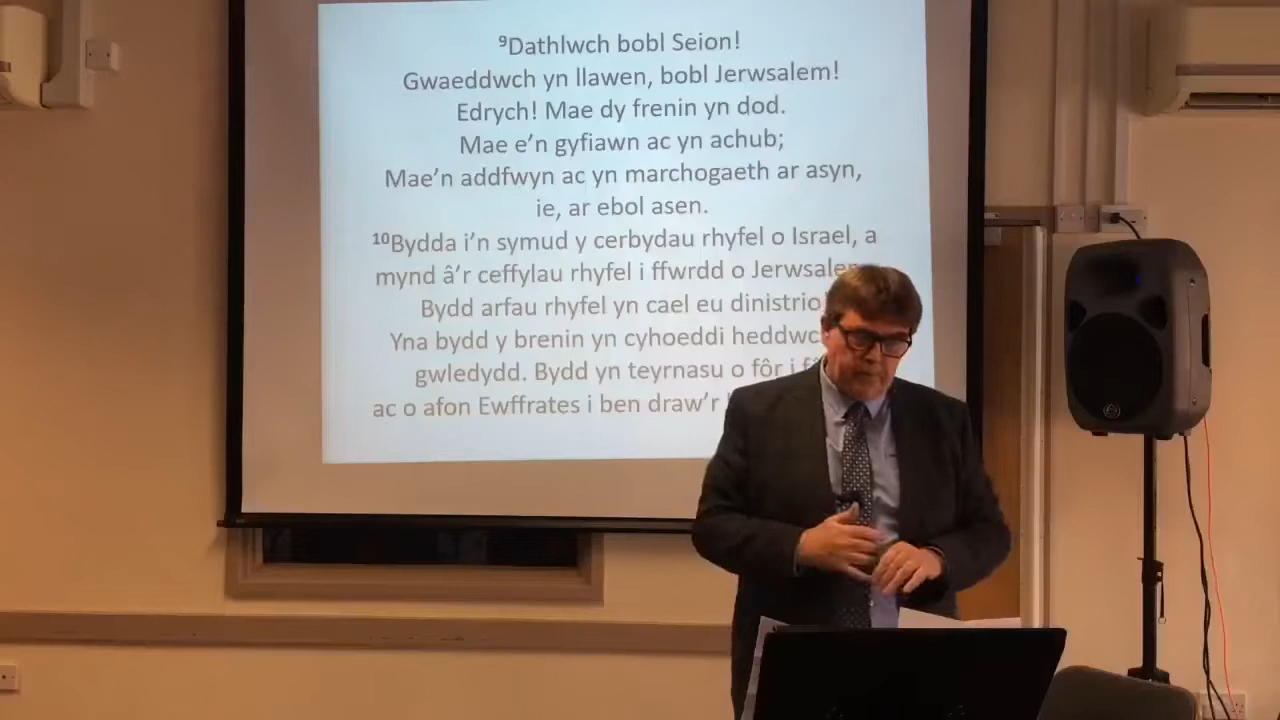 ⁹Dathlwch bobl Seion!
Gwaeddwch yn llawen, bobl Jerwsalem!
Edrych! Mae dy frenin yn dod.
Mae e’n gyfiawn ac yn achub;
Mae’n addfwyn ac yn marchogaeth ar asyn,
ie, ar ebol asen.
¹⁰Bydda i’n symud y cerbydau rhyfel o Israel, a
mynd â’r ceffylau rhyfel i ffwrdd o
Bydd arfau rhyfel yn cael eu
Yna bydd y brenin yn cyhoeddi
gwledydd. Bydd yn teyrnasu o fôr i
ac o afon Ewffrates i ben draw’r